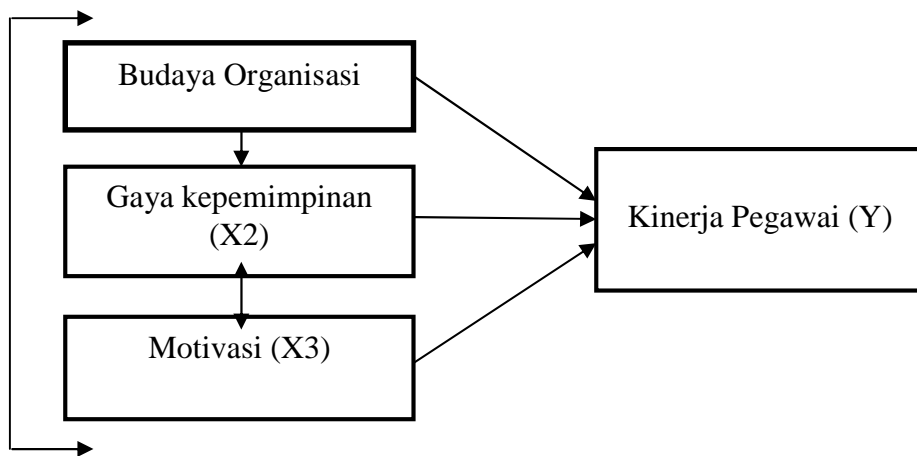 Budaya Organisasi
Gaya kepemimpinan
(X2)
Motivasi (X3)
Kinerja Pegawai (Y)